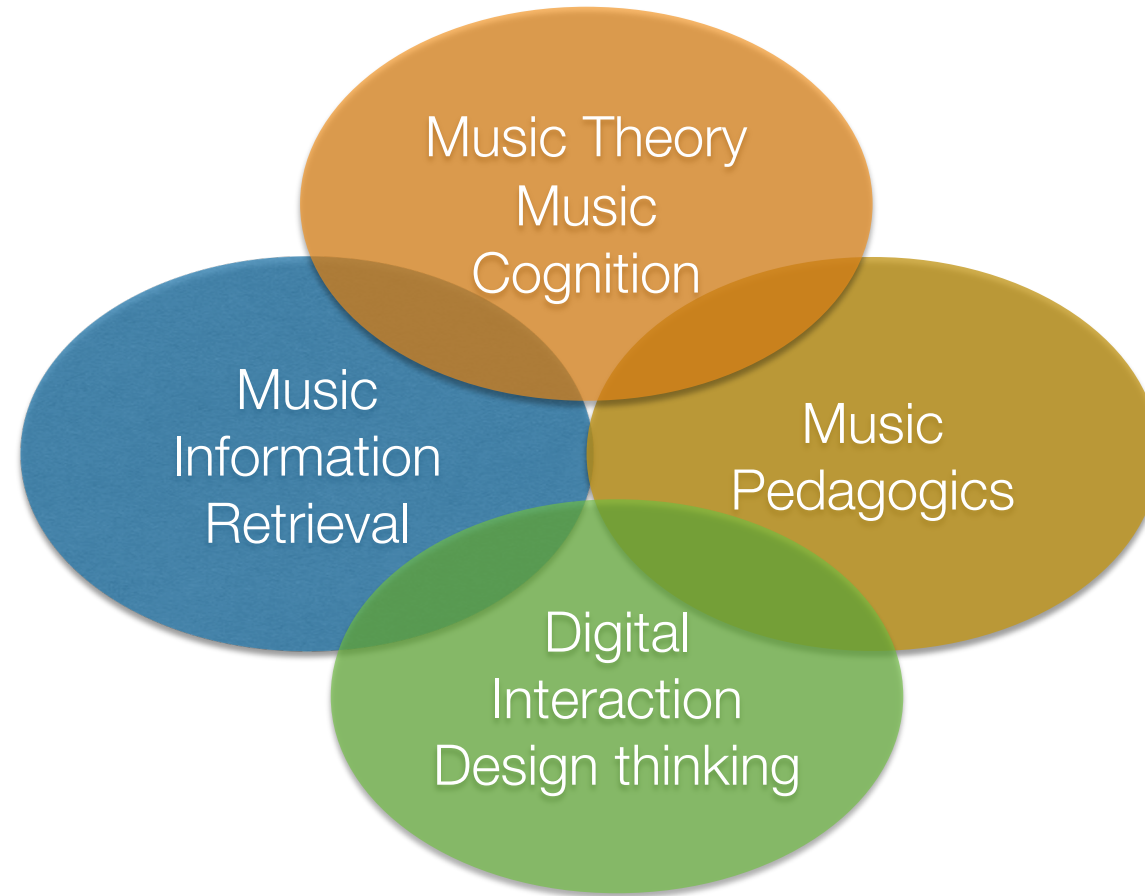 Music Theory
Music
Cognition
Music
Information
Retrieval
Music
Pedagogics
Digital
Interaction
Design thinking